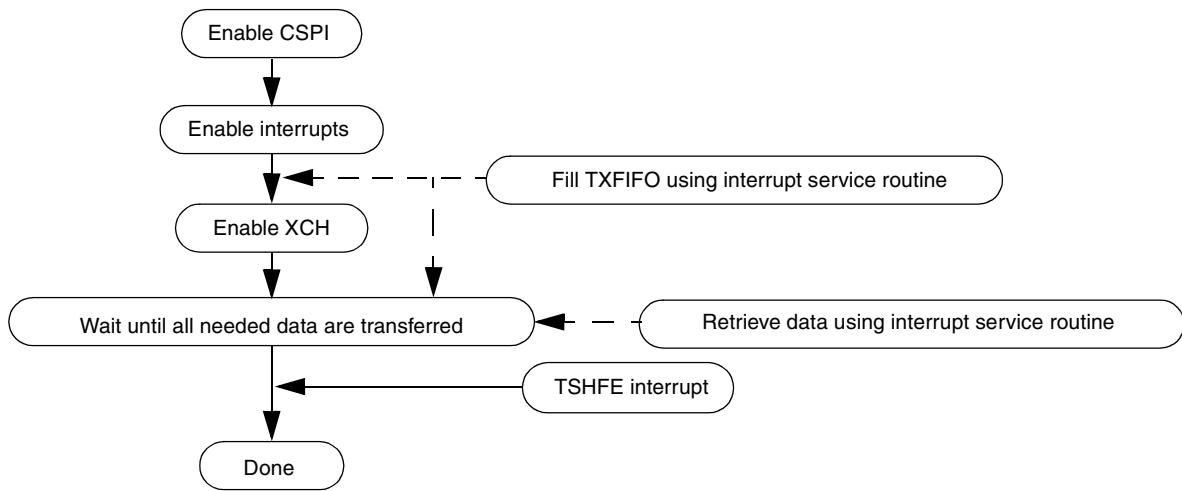 Enable CSPI
Enable interrupts
Fill TXFIFO using interrupt service routine
Enable XCH
Wait until all needed data are transferred
Retrieve data using interrupt service routine
TSHFE interrupt
Done